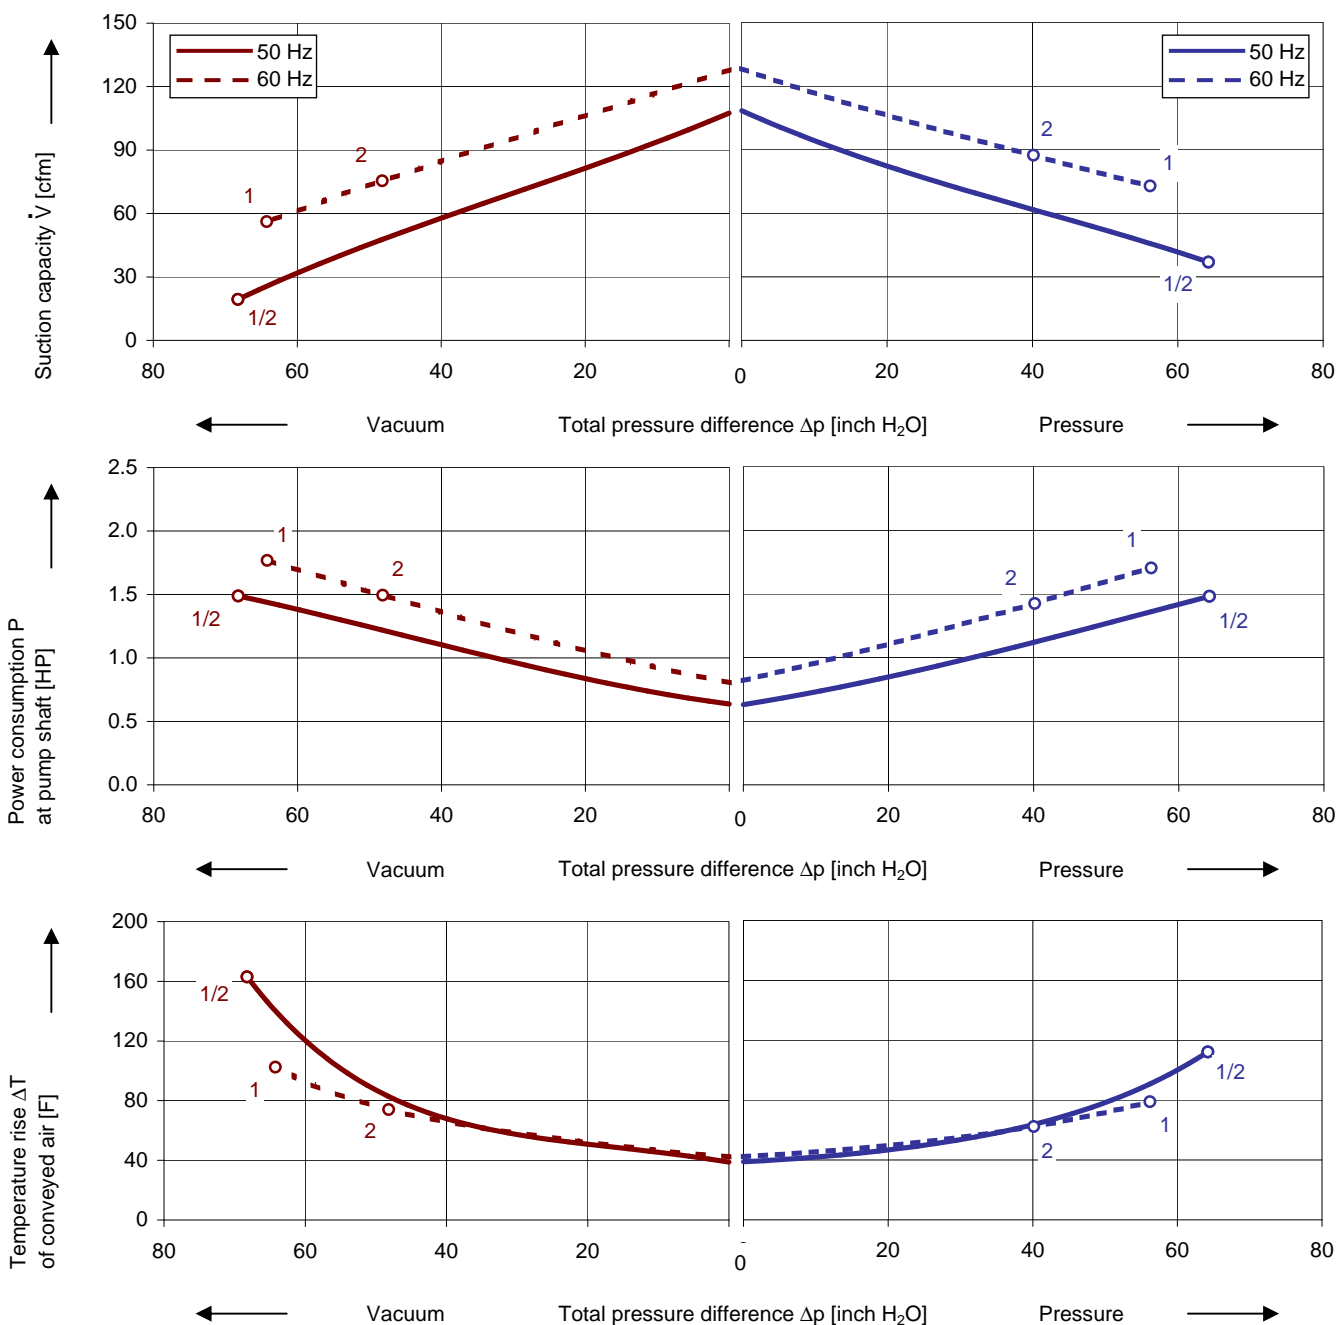 Suction capacity V̇ [cfm]
150
120
90
60
30
0
50 Hz
60 Hz
50 Hz
60 Hz
1
2
1/2
2
1
1/2
80 60 40 20 0 20 40 60 80
Vacuum Total pressure difference Δp [inch H₂O] Pressure
Power consumption P
at pump shaft [HP]
2.5
2.0
1.5
1.0
0.5
0.0
1
2
1/2
1
2
1/2
80 60 40 20 0 20 40 60 80
Vacuum Total pressure difference Δp [inch H₂O] Pressure
Temperature rise ΔT
of conveyed air [F]
200
160
120
80
40
0
1/2
1
2
1/2
1
2
80 60 40 20 0 20 40 60 80
Vacuum Total pressure difference Δp [inch H₂O] Pressure